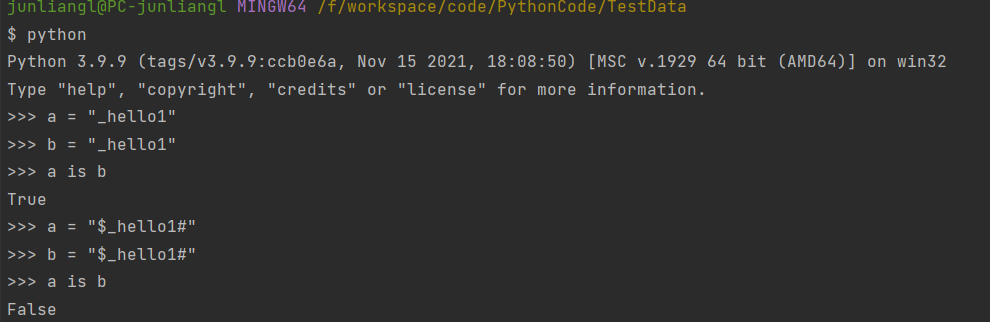 junliangl@PC-junliangl MINGW64 /f/workspace/code/PythonCode/TestData
$ python
Python 3.9.9 (tags/v3.9.9:ccb0e6a, Nov 15 2021, 18:08:50) [MSC v.1929 64 bit (AMD64)] on win32
Type "help", "copyright", "credits" or "license" for more information.
>>> a = "_hello1"
>>> b = "_hello1"
>>> a is b
True
>>> a = "$_hello1#"
>>> b = "$_hello1#"
>>> a is b
False